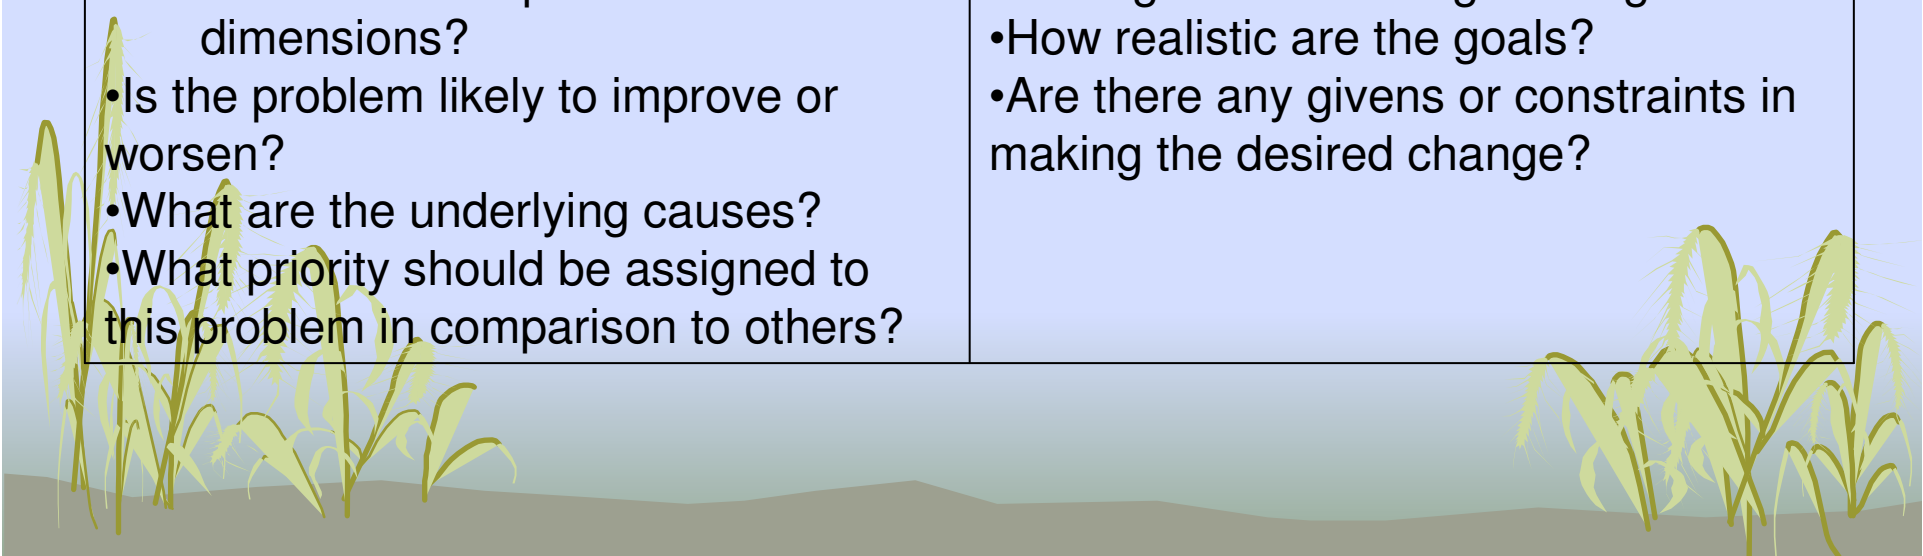 dimensions?
•Is the problem likely to improve or
worsen?
•What are the underlying causes?
•What priority should be assigned to
this problem in comparison to others?
•How realistic are the goals?
•Are there any givens or constraints in
making the desired change?